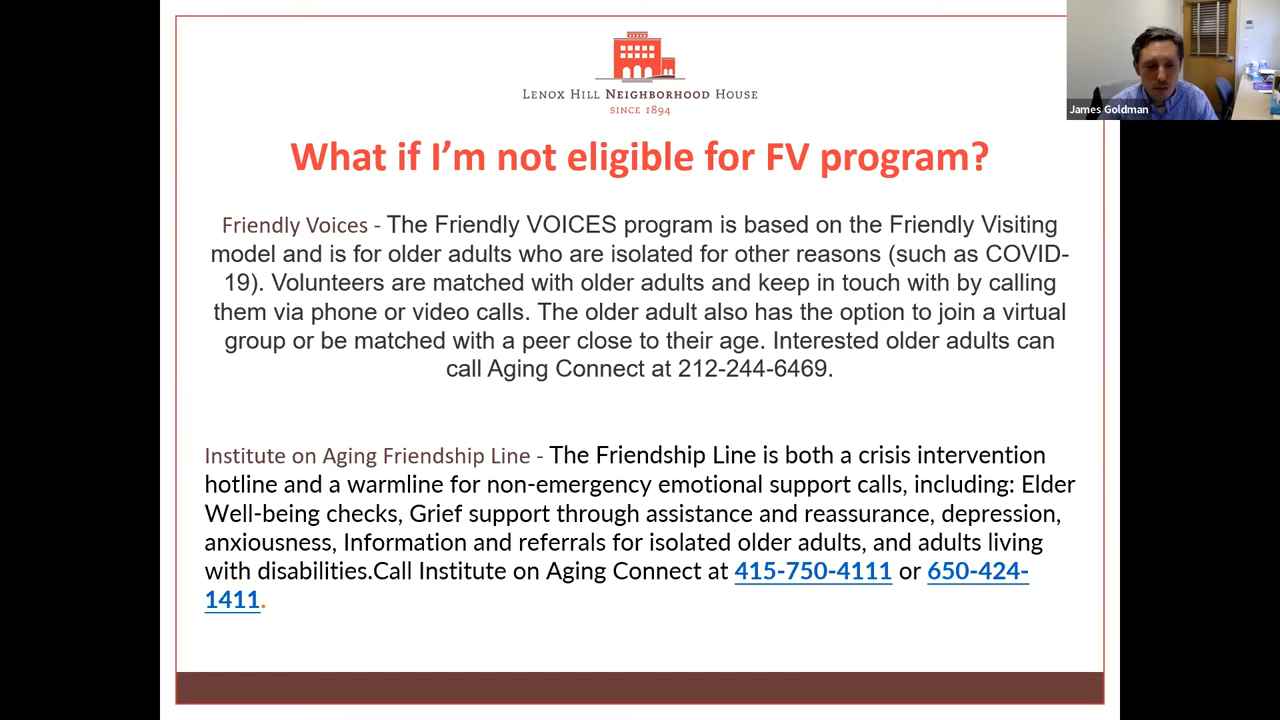 LENOX HILL NEIGHBORHOOD HOUSE
SINCE 1894
James Goldman
What if I’m not eligible for FV program?
Friendly Voices - The Friendly VOICES program is based on the Friendly Visiting
model and is for older adults who are isolated for other reasons (such as COVID-
19). Volunteers are matched with older adults and keep in touch with by calling
them via phone or video calls. The older adult also has the option to join a virtual
group or be matched with a peer close to their age. Interested older adults can
call Aging Connect at 212-244-6469.
Institute on Aging Friendship Line - The Friendship Line is both a crisis intervention
hotline and a warmline for non-emergency emotional support calls, including: Elder
Well-being checks, Grief support through assistance and reassurance, depression,
anxiousness, Information and referrals for isolated older adults, and adults living
with disabilities.Call Institute on Aging Connect at 415-750-4111 or 650-424-
1411.